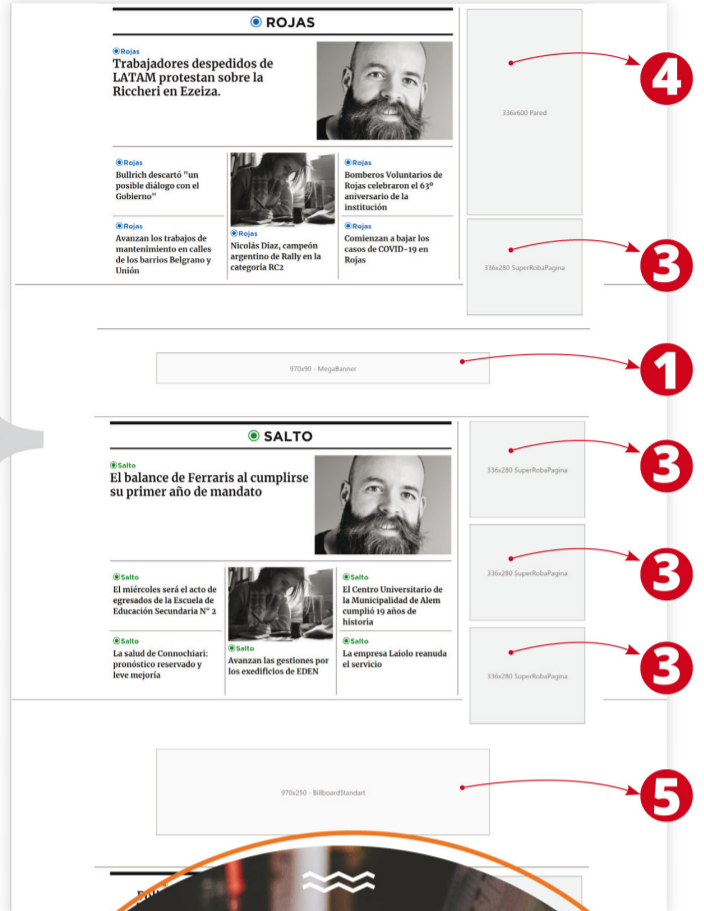 ROJAS
Rojas
Trabajadores despedidos de
LATAM protestan sobre la
Riccheri en Ezeiza.
336x600 Pared
4
Rojas
Bullrich descartó "un
posible diálogo con el
Gobierno"
Rojas
Avanzan los trabajos de
mantenimiento en calles
de los barrios Belgrano y
Unión
Rojas
Nicolás Díaz, campeón
argentino de Rally en la
categoría RC2
Rojas
Bomberos Voluntarios de
Rojas celebraron el 63º
aniversario de la
institución
Rojas
Comienzan a bajar los
casos de COVID-19 en
Rojas
336x280 SuperRobaPagina
3
970x90 - MegaBanner
1
SALTO
Salto
El balance de Ferraris al cumplirse
su primer año de mandato
336x280 SuperRobaPagina
3
Salto
El miércoles será el acto de
egresados de la Escuela de
Educación Secundaria N° 2
Salto
La salud de Connochiari:
pronóstico reservado y
leve mejoría
Salto
Avanzan las gestiones por
los exedificios de EDEN
Salto
El Centro Universitario de
la Municipalidad de Alem
cumplió 19 años de
historia
Salto
La empresa Laiolo reanuda
el servicio
336x280 SuperRobaPagina
3
336x280 SuperRobaPagina
3
970x250 - BillboardStandart
5